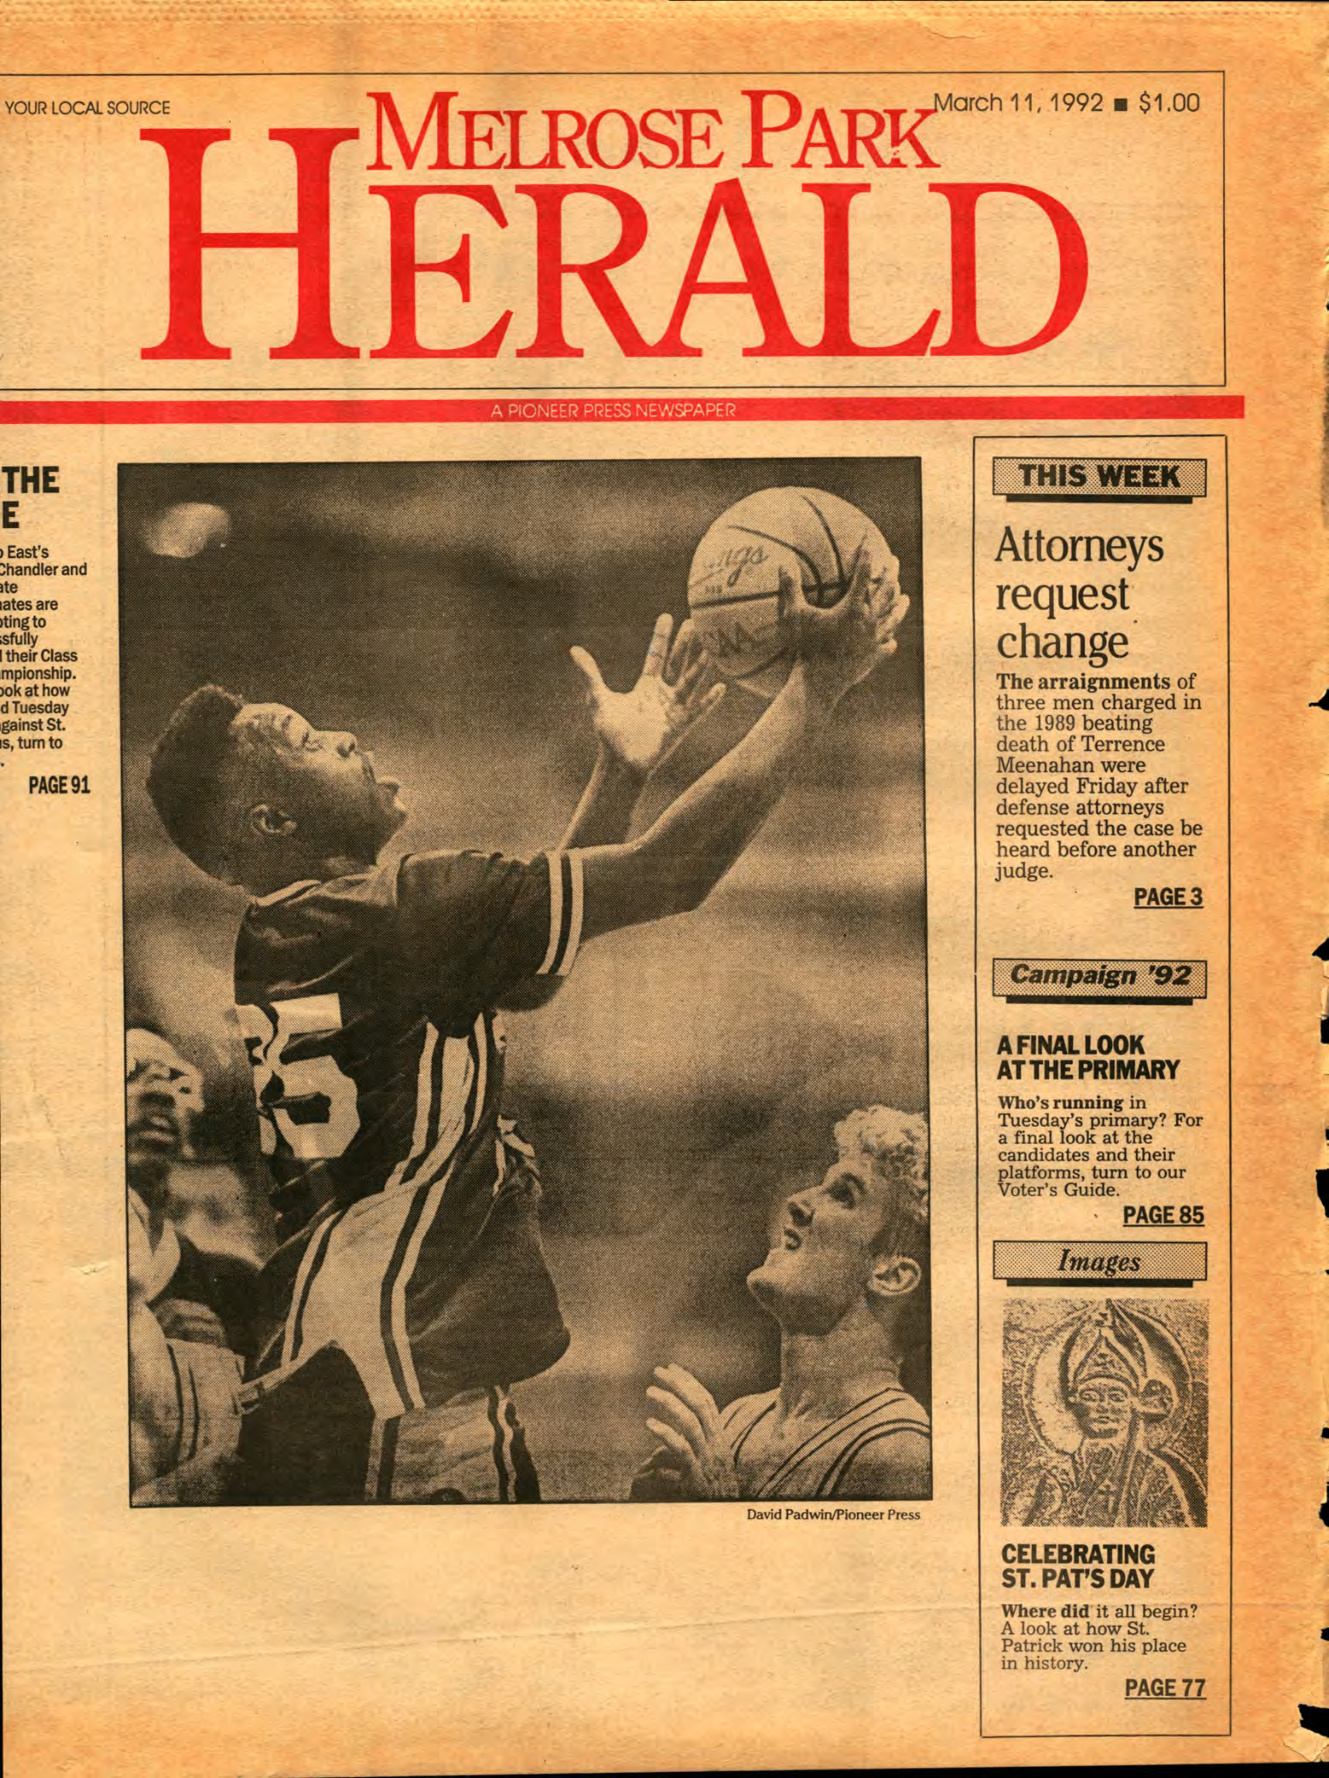 YOUR LOCAL SOURCE
March 11, 1992 ■ $1.00
MELROSE PARK
HERALD
A PIONEER PRESS NEWSPAPER
THE
E
East's
Chandler and
ate
ates are
ting to
ssfully
their Class
mpionship.
ook at how
d Tuesday
gainst St.
s, turn to
.
PAGE 91
35
David Padwin/Pioneer Press
THIS WEEK
Attorneys
request
change
The arraignments of
three men charged in
the 1989 beating
death of Terrence
Meenahan were
delayed Friday after
defense attorneys
requested the case be
heard before another
judge.
PAGE 3
Campaign '92
A FINAL LOOK
AT THE PRIMARY
Who's running in
Tuesday's primary? For
a final look at the
candidates and their
platforms, turn to our
Voter's Guide.
PAGE 85
Images
CELEBRATING
ST. PAT'S DAY
Where did it all begin?
A look at how St.
Patrick won his place
in history.
PAGE 77